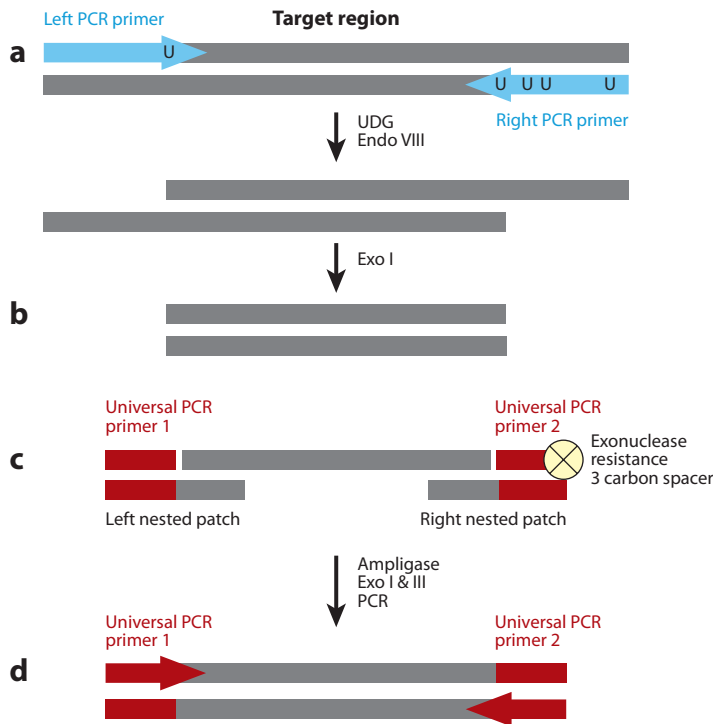 Left PCR primer
Target region
a
U
U U U U
Right PCR primer
UDG
Endo VIII
Exo I
b
Universal PCR
primer 1
Universal PCR
primer 2
c
Exonuclease
resistance
3 carbon spacer
Left nested patch
Right nested patch
Ampligase
Exo I & III
PCR
Universal PCR
primer 1
Universal PCR
primer 2
d